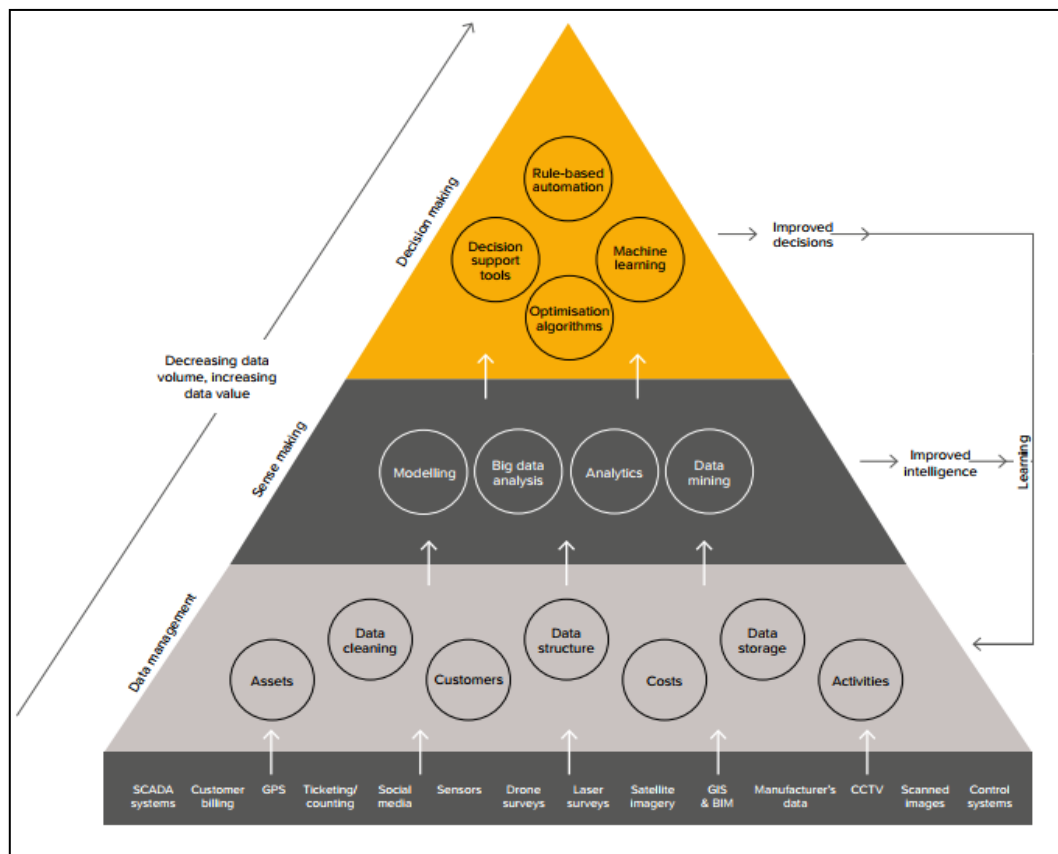 Rule-based
automation
Decision making
Decision
support
tools
Machine
learning
Improved
decisions
Optimisation
algorithms
Decreasing data
volume, increasing
data value
Sense making
Modelling
Big data
analysis
Analytics
Data
mining
Improved
intelligence
Learning
Data management
Data
cleaning
Data
structure
Data
storage
Assets
Customers
Costs
Activities
SCADA
systems
Customer
billing
GPS
Ticketing/
counting
Social
media
Sensors
Drone
surveys
Laser
surveys
Satellite
imagery
GIS
& BIM
Manufacturer's
data
CCTV
Scanned
images
Control
systems